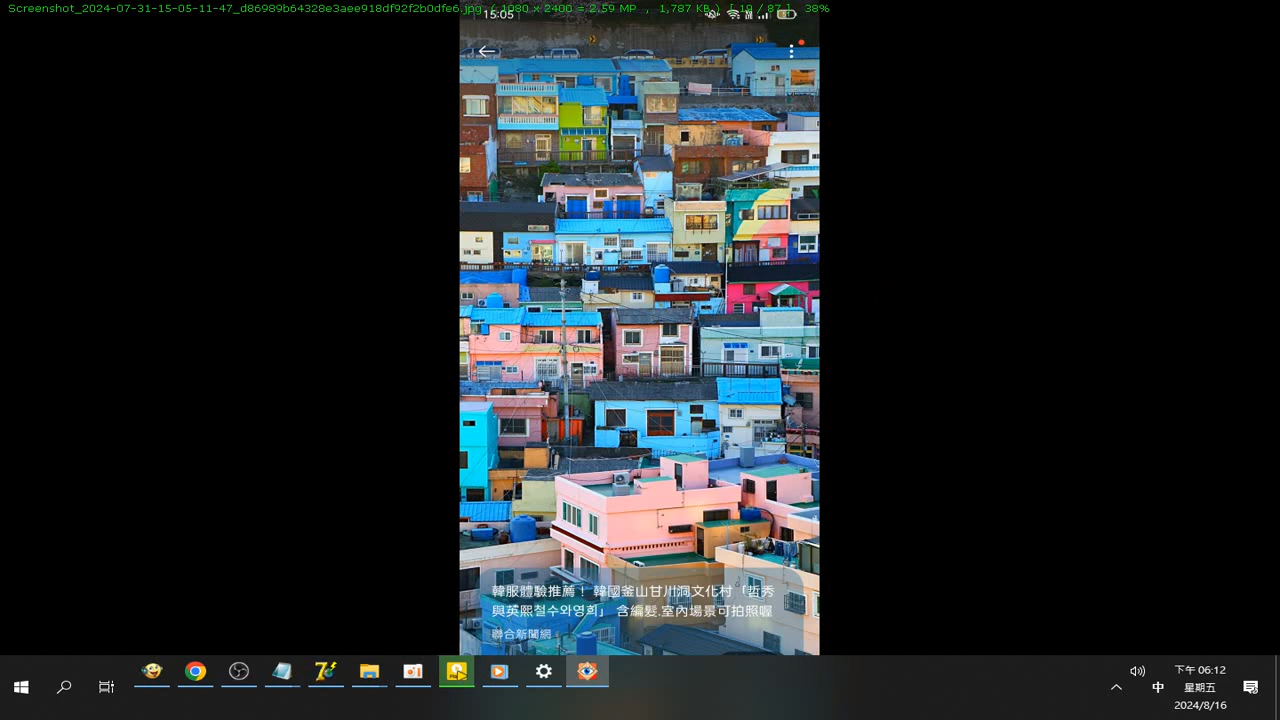 Screenshot_2024-07-31-15-05-11-47_d86989b64328e3aee918df92f2b0dfe6.jpg ( 1080 x 2400 = 2.59 MP , 1,787 KB ) [ 19 / 87 ] 38%
15:05
韓服體驗推薦！韓國釜山甘川洞文化村「哲秀
與英熙철수와영희」 含編髮.室內場景可拍照喔
聯合新聞網
下午 06:12
中
星期五
2024/8/16